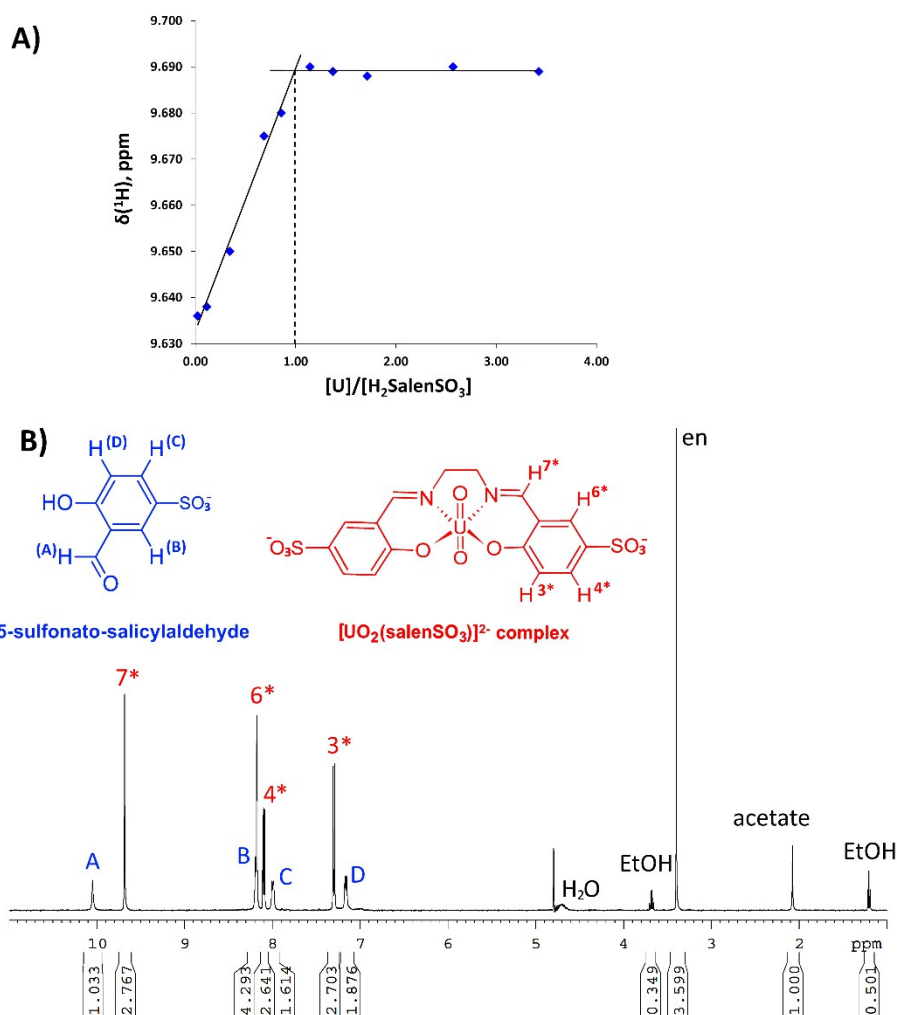 A)
9.700
9.690
9.680
9.670
9.660
9.650
9.640
9.630
δ(¹H), ppm
0.00 1.00 2.00 3.00 4.00
[U]/[H₂SalenSO₃]
B)
H(D) H(C)
HO SO₃⁻
(A)H H(B)
O
5-sulfonato-salicylaldehyde
H7*
N O N H6*
U
⁻O₃S O O O SO₃⁻
H3* H4*
[UO₂(salenSO₃)]²⁻ complex
en
7*
6*
3*
4*
acetate
A B C D
EtOH EtOH
H₂O
10 9 8 7 6 5 4 3 2 ppm
1.033 2.767 4.293 2.641 1.614 2.703 1.876 0.349 3.599 1.000 0.501